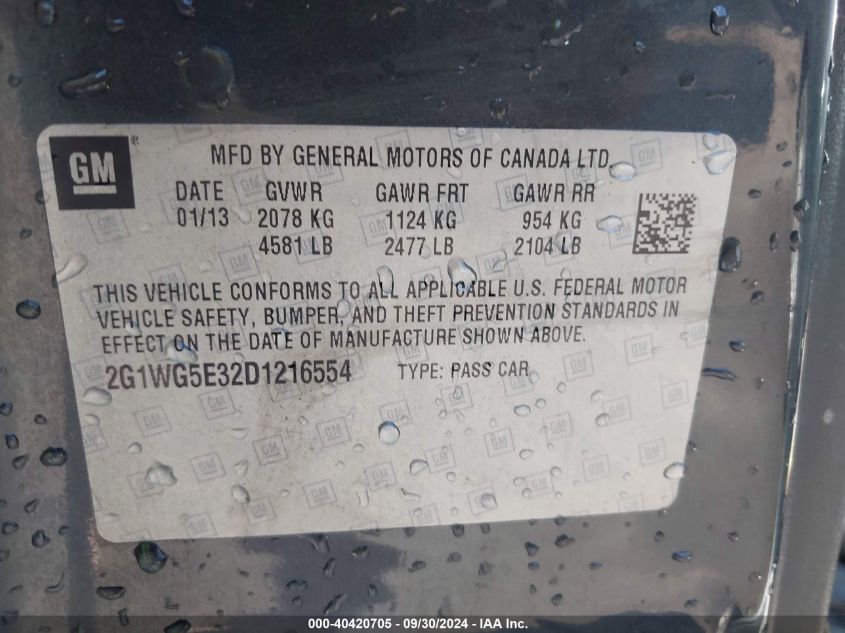 GM
MFD BY GENERAL MOTORS OF CANADA LTD.
DATE GVWR GAWR FRT GAWR RR
01/13 2078 KG 1124 KG 954 KG
4581 LB 2477 LB 2104 LB
THIS VEHICLE CONFORMS TO ALL APPLICABLE U.S. FEDERAL MOTOR
VEHICLE SAFETY, BUMPER, AND THEFT PREVENTION STANDARDS IN
EFFECT ON THE DATE OF MANUFACTURE SHOWN ABOVE.
2G1WG5E32D1216554 TYPE: PASS CAR
000-40420705 - 09/30/2024 - IAA Inc.